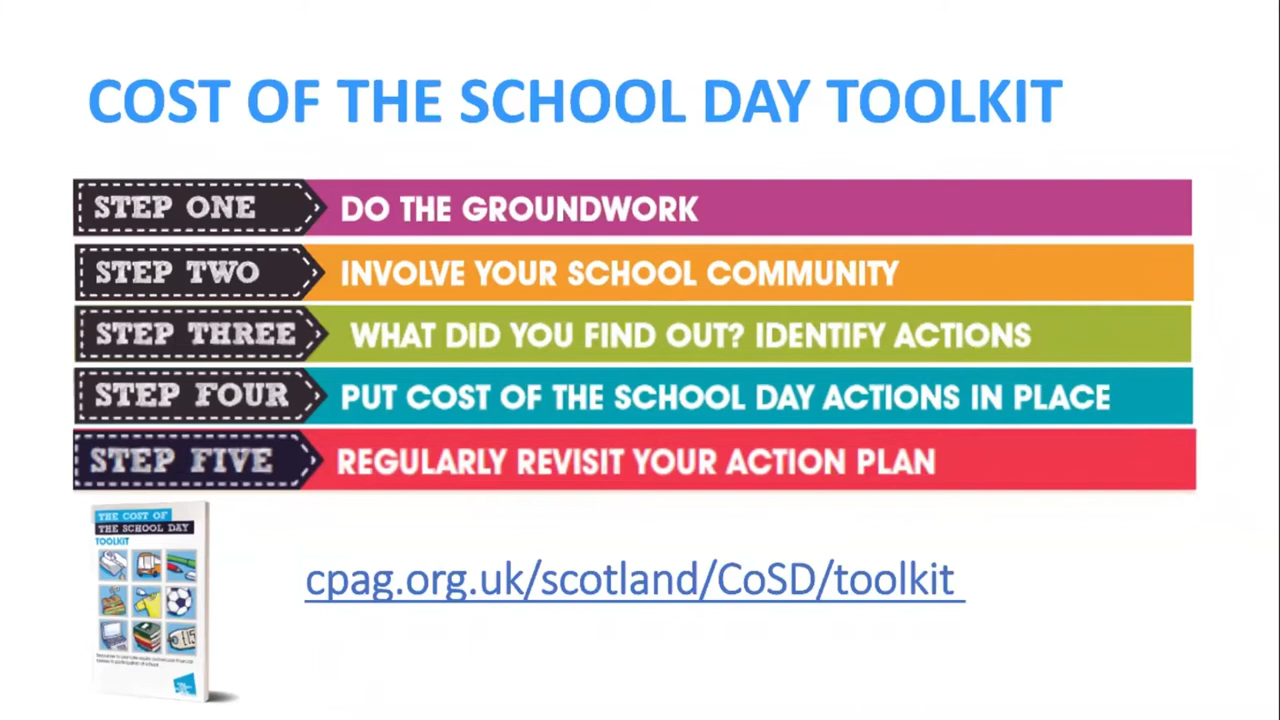 COST OF THE SCHOOL DAY TOOLKIT
STEP ONE DO THE GROUNDWORK
STEP TWO INVOLVE YOUR SCHOOL COMMUNITY
STEP THREE WHAT DID YOU FIND OUT? IDENTIFY ACTIONS
STEP FOUR PUT COST OF THE SCHOOL DAY ACTIONS IN PLACE
STEP FIVE REGULARLY REVISIT YOUR ACTION PLAN
THE COST OF
THE SCHOOL DAY
TOOLKIT
cpag.org.uk/scotland/CoSD/toolkit